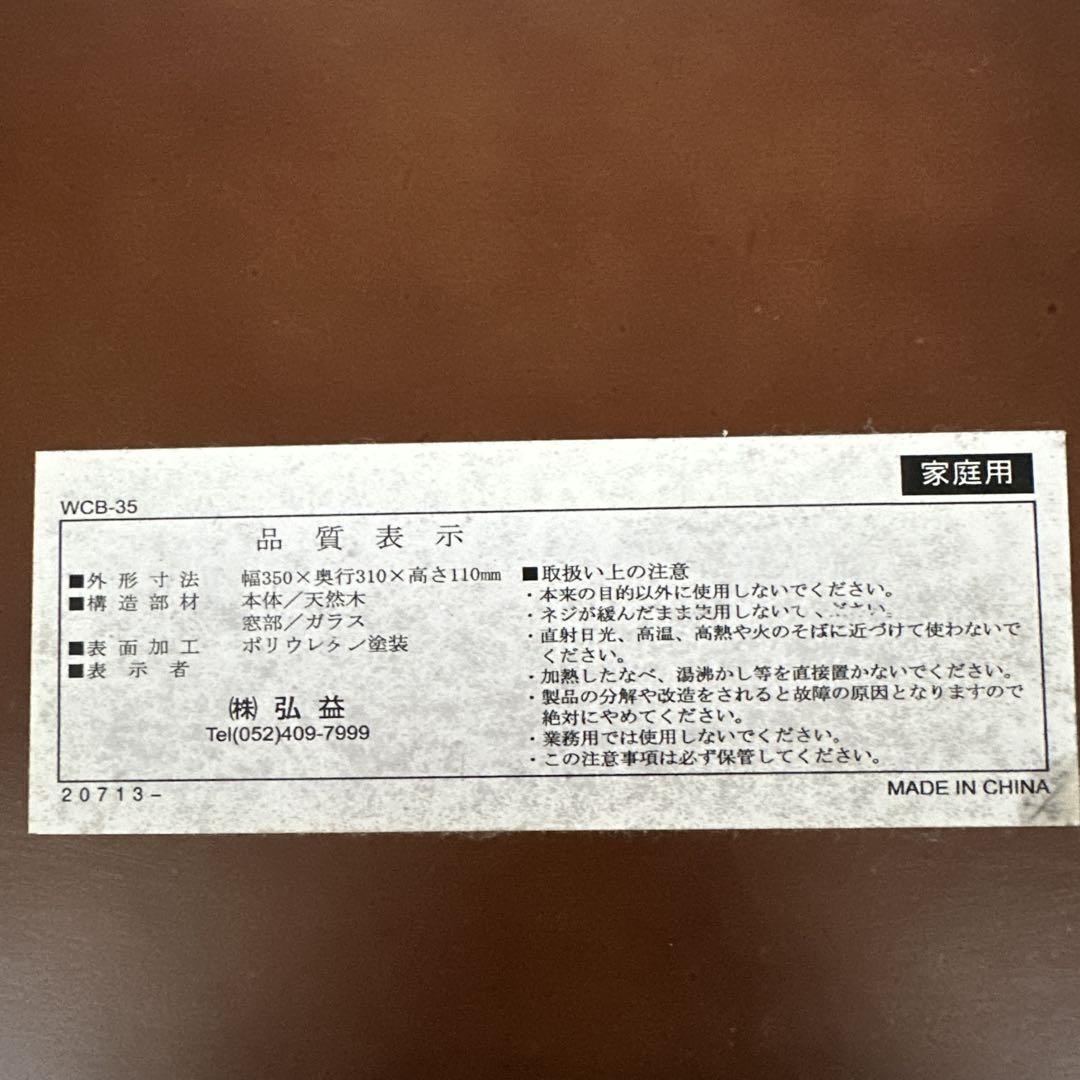 家庭用
WCB-35
品質表示
■外形寸法 幅350×奥行310×高さ110mm
■構造部材 本体／天然木
窓部／ガラス
■表面加工 ポリウレタン塗装
■表示者
㈱弘益
Tel(052)409-7999
■取扱い上の注意
・本来の目的以外に使用しないでください。
・ネジが緩んだまま使用しないでください。
・直射日光、高温、高熱や火のそばに近づけて使わないで
ください。
・加熱したなべ、湯沸かし等を直接置かないでください。
・製品の分解や改造をされると故障の原因となりますので
絶対にやめてください。
・業務用では使用しないでください。
・この注意事項は必ず保管してください。
20713-
MADE IN CHINA